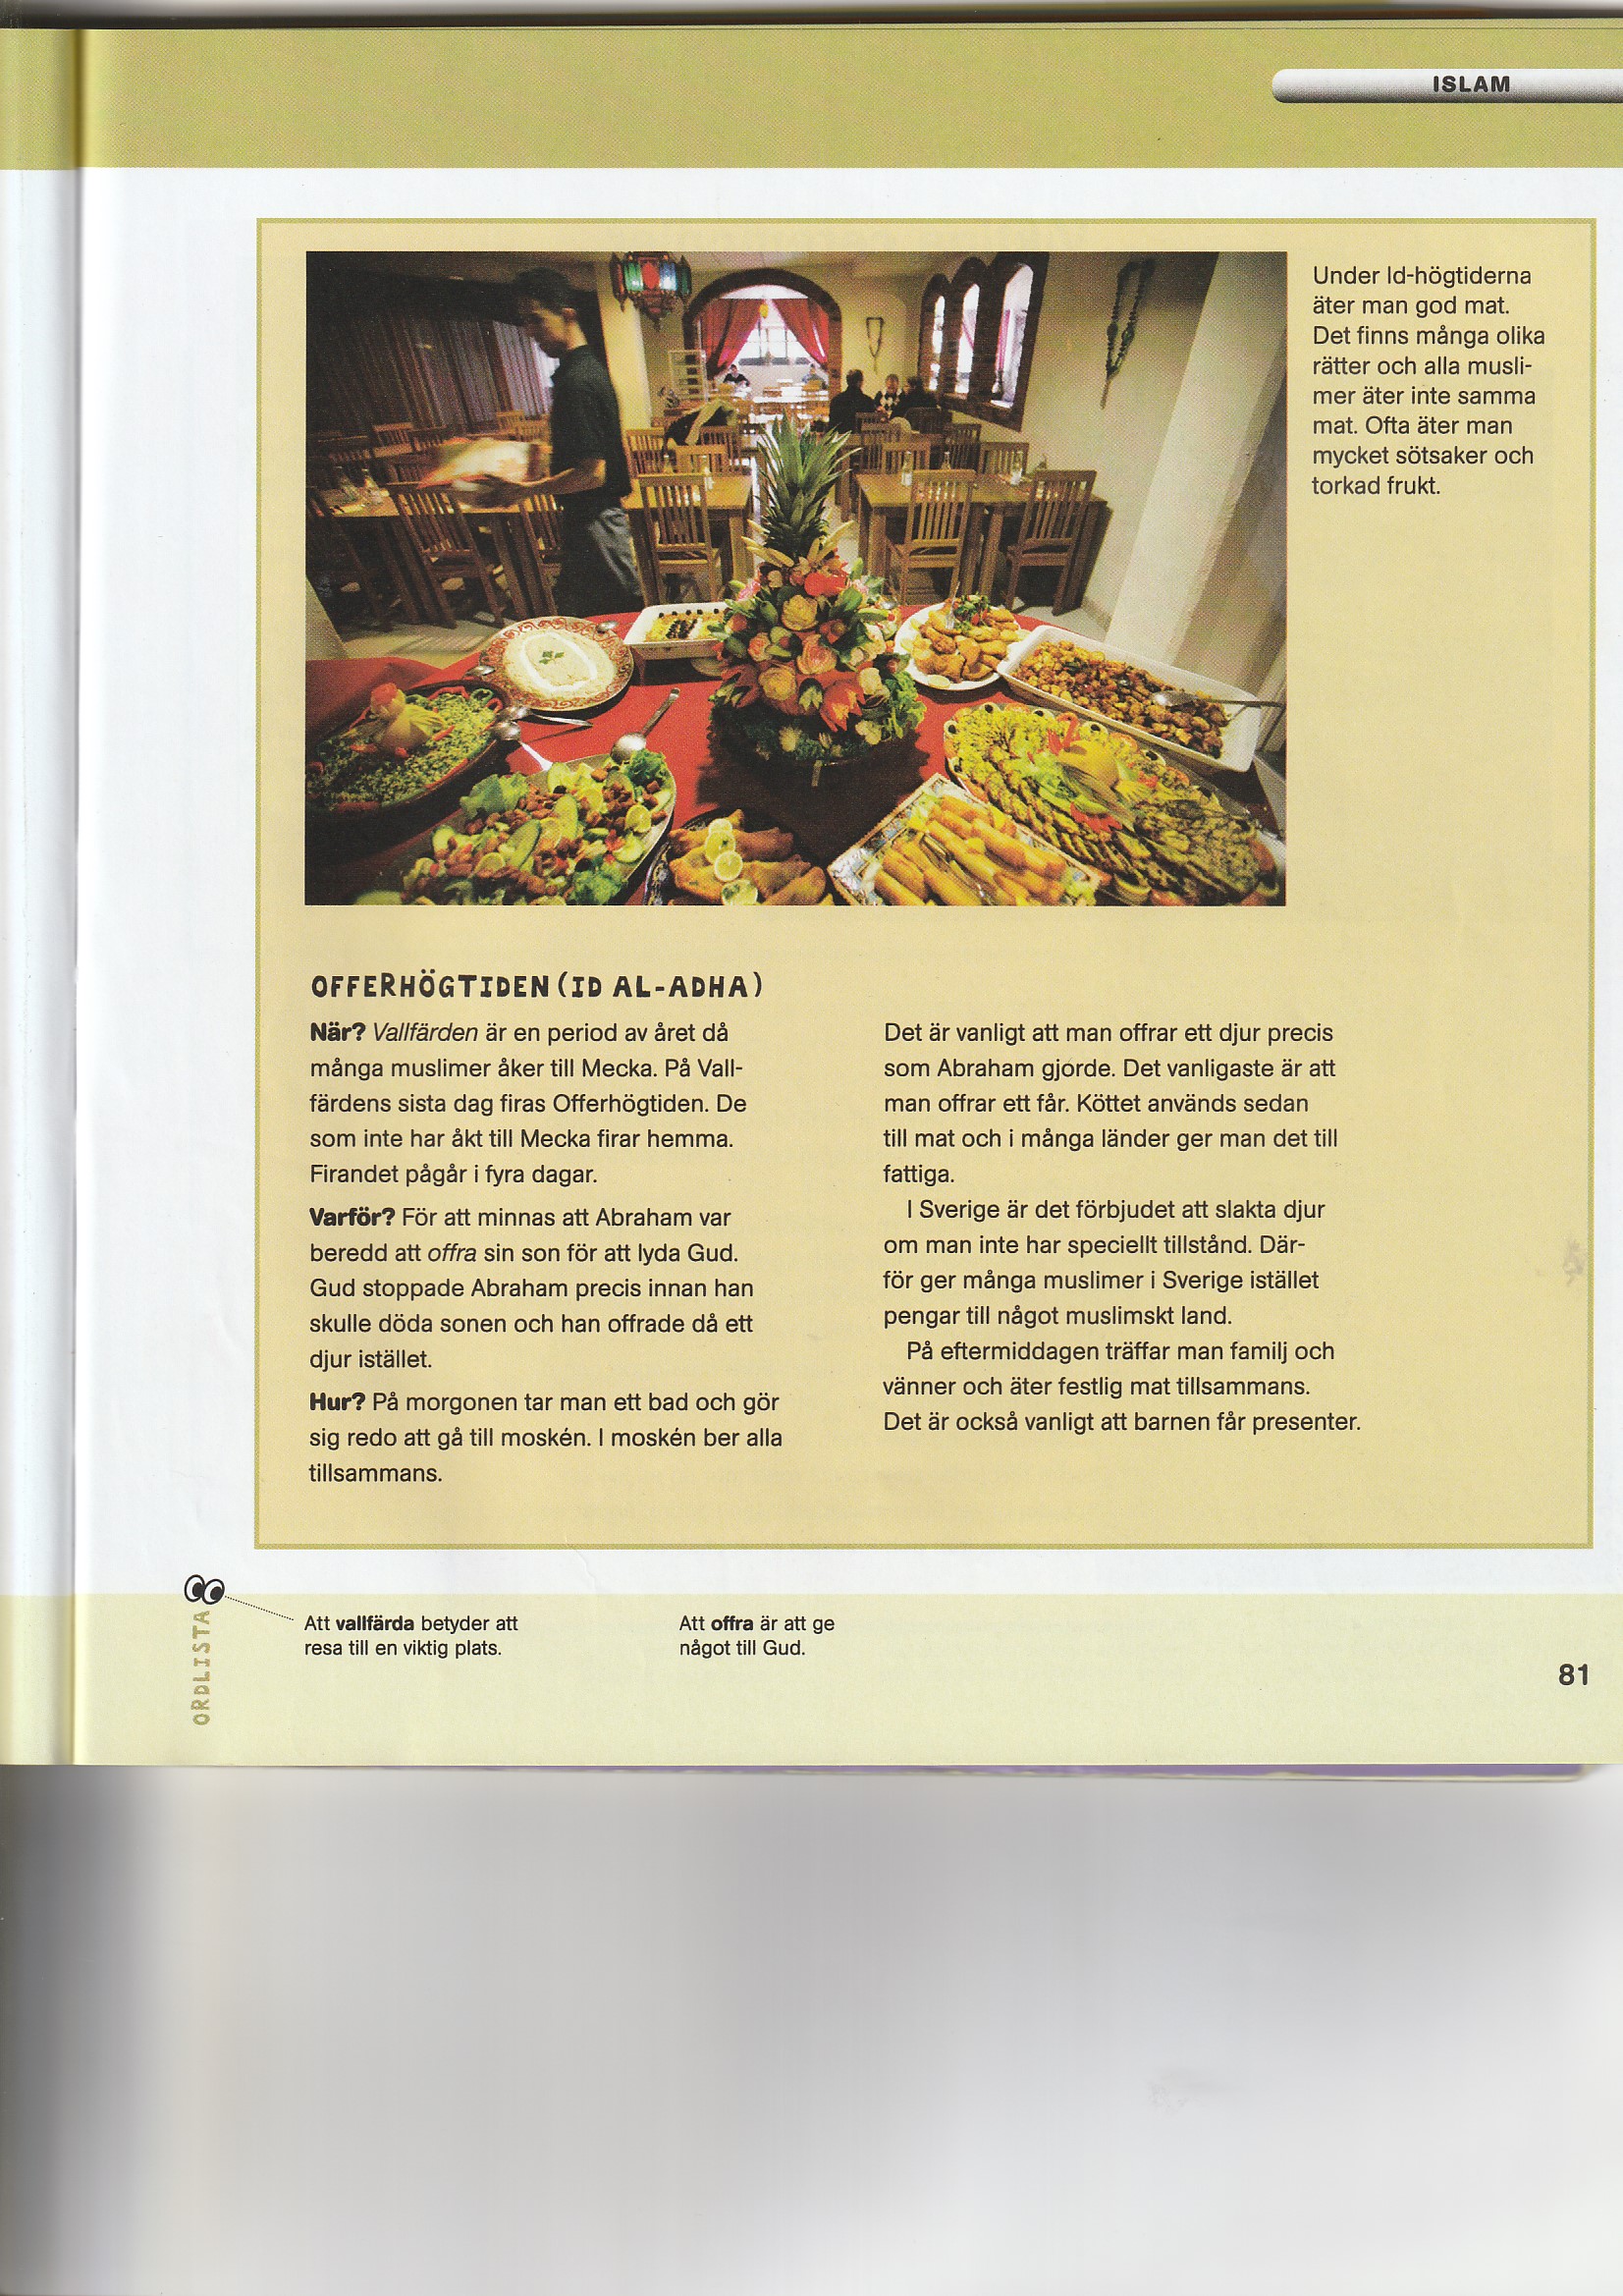 ISLAM
Under Id-högtiderna
äter man god mat.
Det finns många olika
rätter och alla musli-
mer äter inte samma
mat. Ofta äter man
mycket sötsaker och
torkad frukt.
OFFERHÖGTIDEN (ID AL-ADHA)
När? Vallfärden är en period av året då
många muslimer åker till Mecka. På Vall-
färdens sista dag firas Offerhögtiden. De
som inte har åkt till Mecka firar hemma.
Firandet pågår i fyra dagar.
Varför? För att minnas att Abraham var
beredd att offra sin son för att lyda Gud.
Gud stoppade Abraham precis innan han
skulle döda sonen och han offrade då ett
djur istället.
Hur? På morgonen tar man ett bad och gör
sig redo att gå till moskén. I moskén ber alla
tillsammans.
Det är vanligt att man offrar ett djur precis
som Abraham gjorde. Det vanligaste är att
man offrar ett får. Köttet används sedan
till mat och i många länder ger man det till
fattiga.
I Sverige är det förbjudet att slakta djur
om man inte har speciellt tillstånd. Där-
för ger många muslimer i Sverige istället
pengar till något muslimskt land.
På eftermiddagen träffar man familj och
vänner och äter festlig mat tillsammans.
Det är också vanligt att barnen får presenter.
ORDLISTA
Att vallfärda betyder att
resa till en viktig plats.
Att offra är att ge
något till Gud.
81